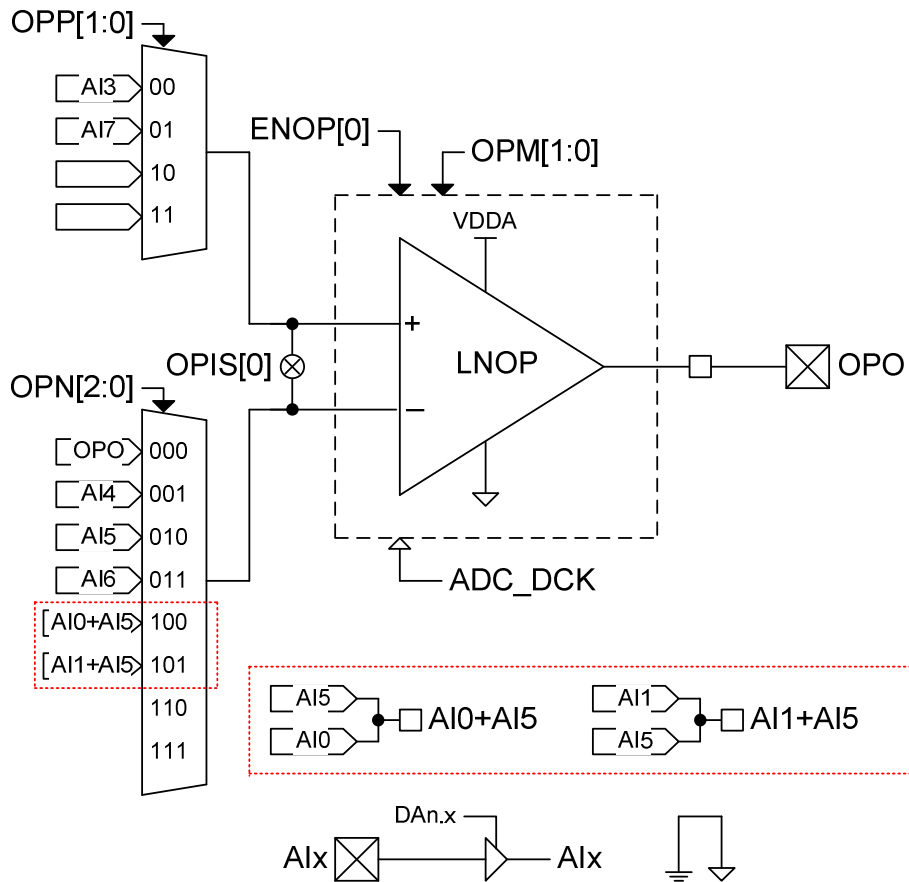 OPP[1:0]
AI3 00
AI7 01
10
11
ENOP[0]
OPM[1:0]
VDDA
+
LNOP
−
OPO
OPIS[0]
OPN[2:0]
OPO 000
AI4 001
AI5 010
AI6 011
AI0+AI5 100
AI1+AI5 101
110
111
ADC_DCK
AI5
AI0
AI0+AI5
AI1
AI5
AI1+AI5
DAn.x
AIx
AIx